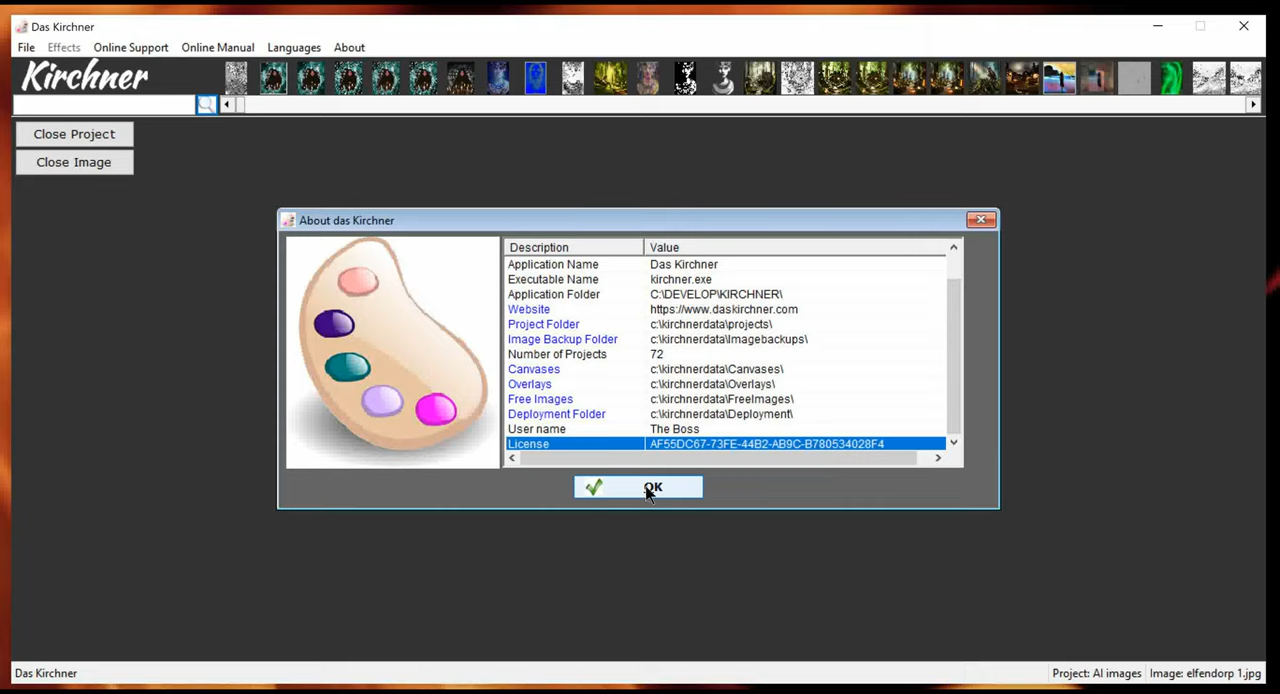 Das Kirchner
File Effects Online Support Online Manual Languages About
Kirchner
Close Project
Close Image
About das Kirchner
Description Value
Application Name Das Kirchner
Executable Name kirchner.exe
Application Folder C:\DEVELOP\KIRCHNER\
Website https://www.daskirchner.com
Project Folder c:\kirchnerdata\projects\
Image Backup Folder c:\kirchnerdata\Imagebackups\
Number of Projects 72
Canvases c:\kirchnerdata\Canvases\
Overlays c:\kirchnerdata\Overlays\
Free Images c:\kirchnerdata\FreeImages\
Deployment Folder c:\kirchnerdata\Deployment\
User name The Boss
License AF55DC67-73FE-44B2-AB9C-B780534028F4
OK
Das Kirchner Project: AI images Image: elfendorp 1.jpg